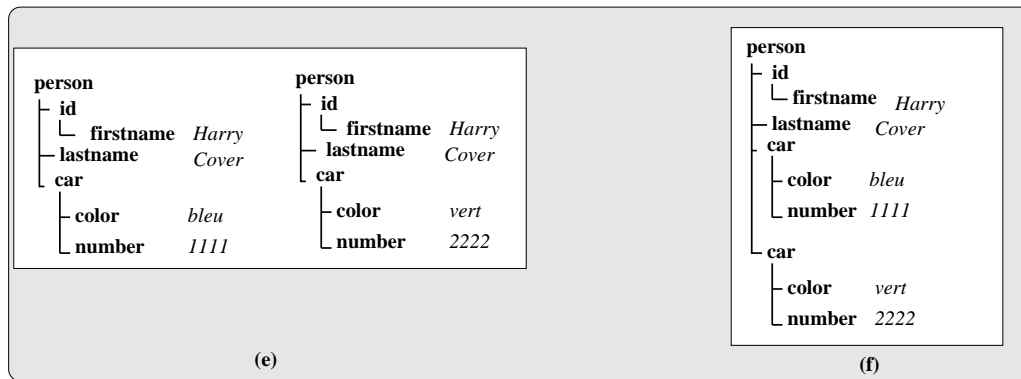 person
id
firstname Harry
lastname Cover
car
color bleu
number 1111
person
id
firstname Harry
lastname Cover
car
color vert
number 2222
(e)
person
id
firstname Harry
lastname Cover
car
color bleu
number 1111
car
color vert
number 2222
(f)